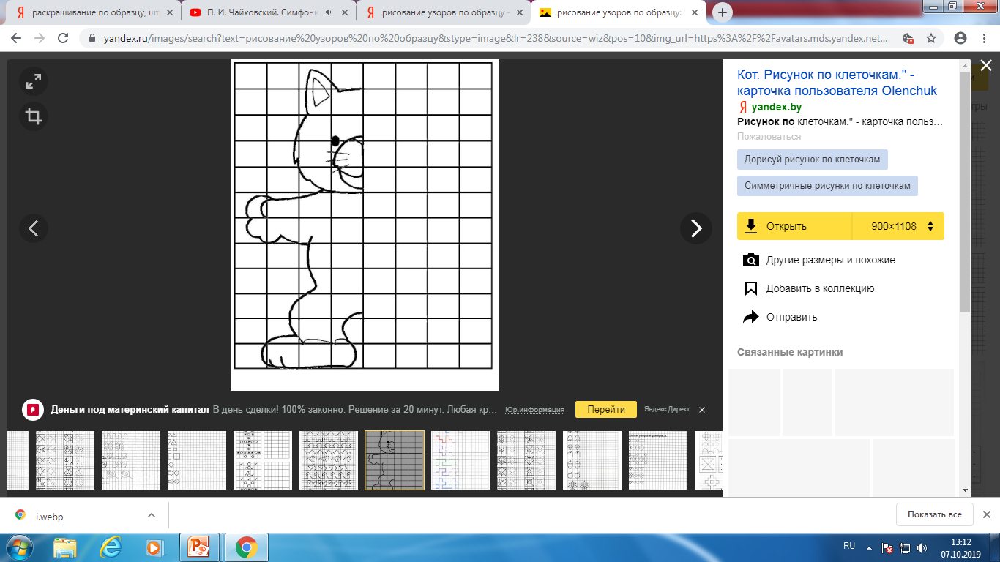 раскрашивание по образцу, шт
П. И. Чайковский. Симфони
рисование узоров по образцу -
рисование узоров по образцу:
yandex.ru/images/search?text=рисование%20узоров%20по%20образцу&stype=image&lr=238&source=wiz&pos=10&img_url=https%3A%2F%2Favatars.mds.yandex.net...
Кот. Рисунок по клеточкам." -
карточка пользователя Olenchuk
Я yandex.by
Рисунок по клеточкам." - карточка польз...
Пожаловаться
Дорисуй рисунок по клеточкам
Симметричные рисунки по клеточкам
Открыть 900×1108
Другие размеры и похожие
Добавить в коллекцию
Отправить
Связанные картинки
Деньги под материнский капитал В день сделки! 100% законно. Решение за 20 минут. Любая кр...
Юр.информация
Перейти
Яндекс.Директ
i.webp
Показать все
RU
13:12
07.10.2019